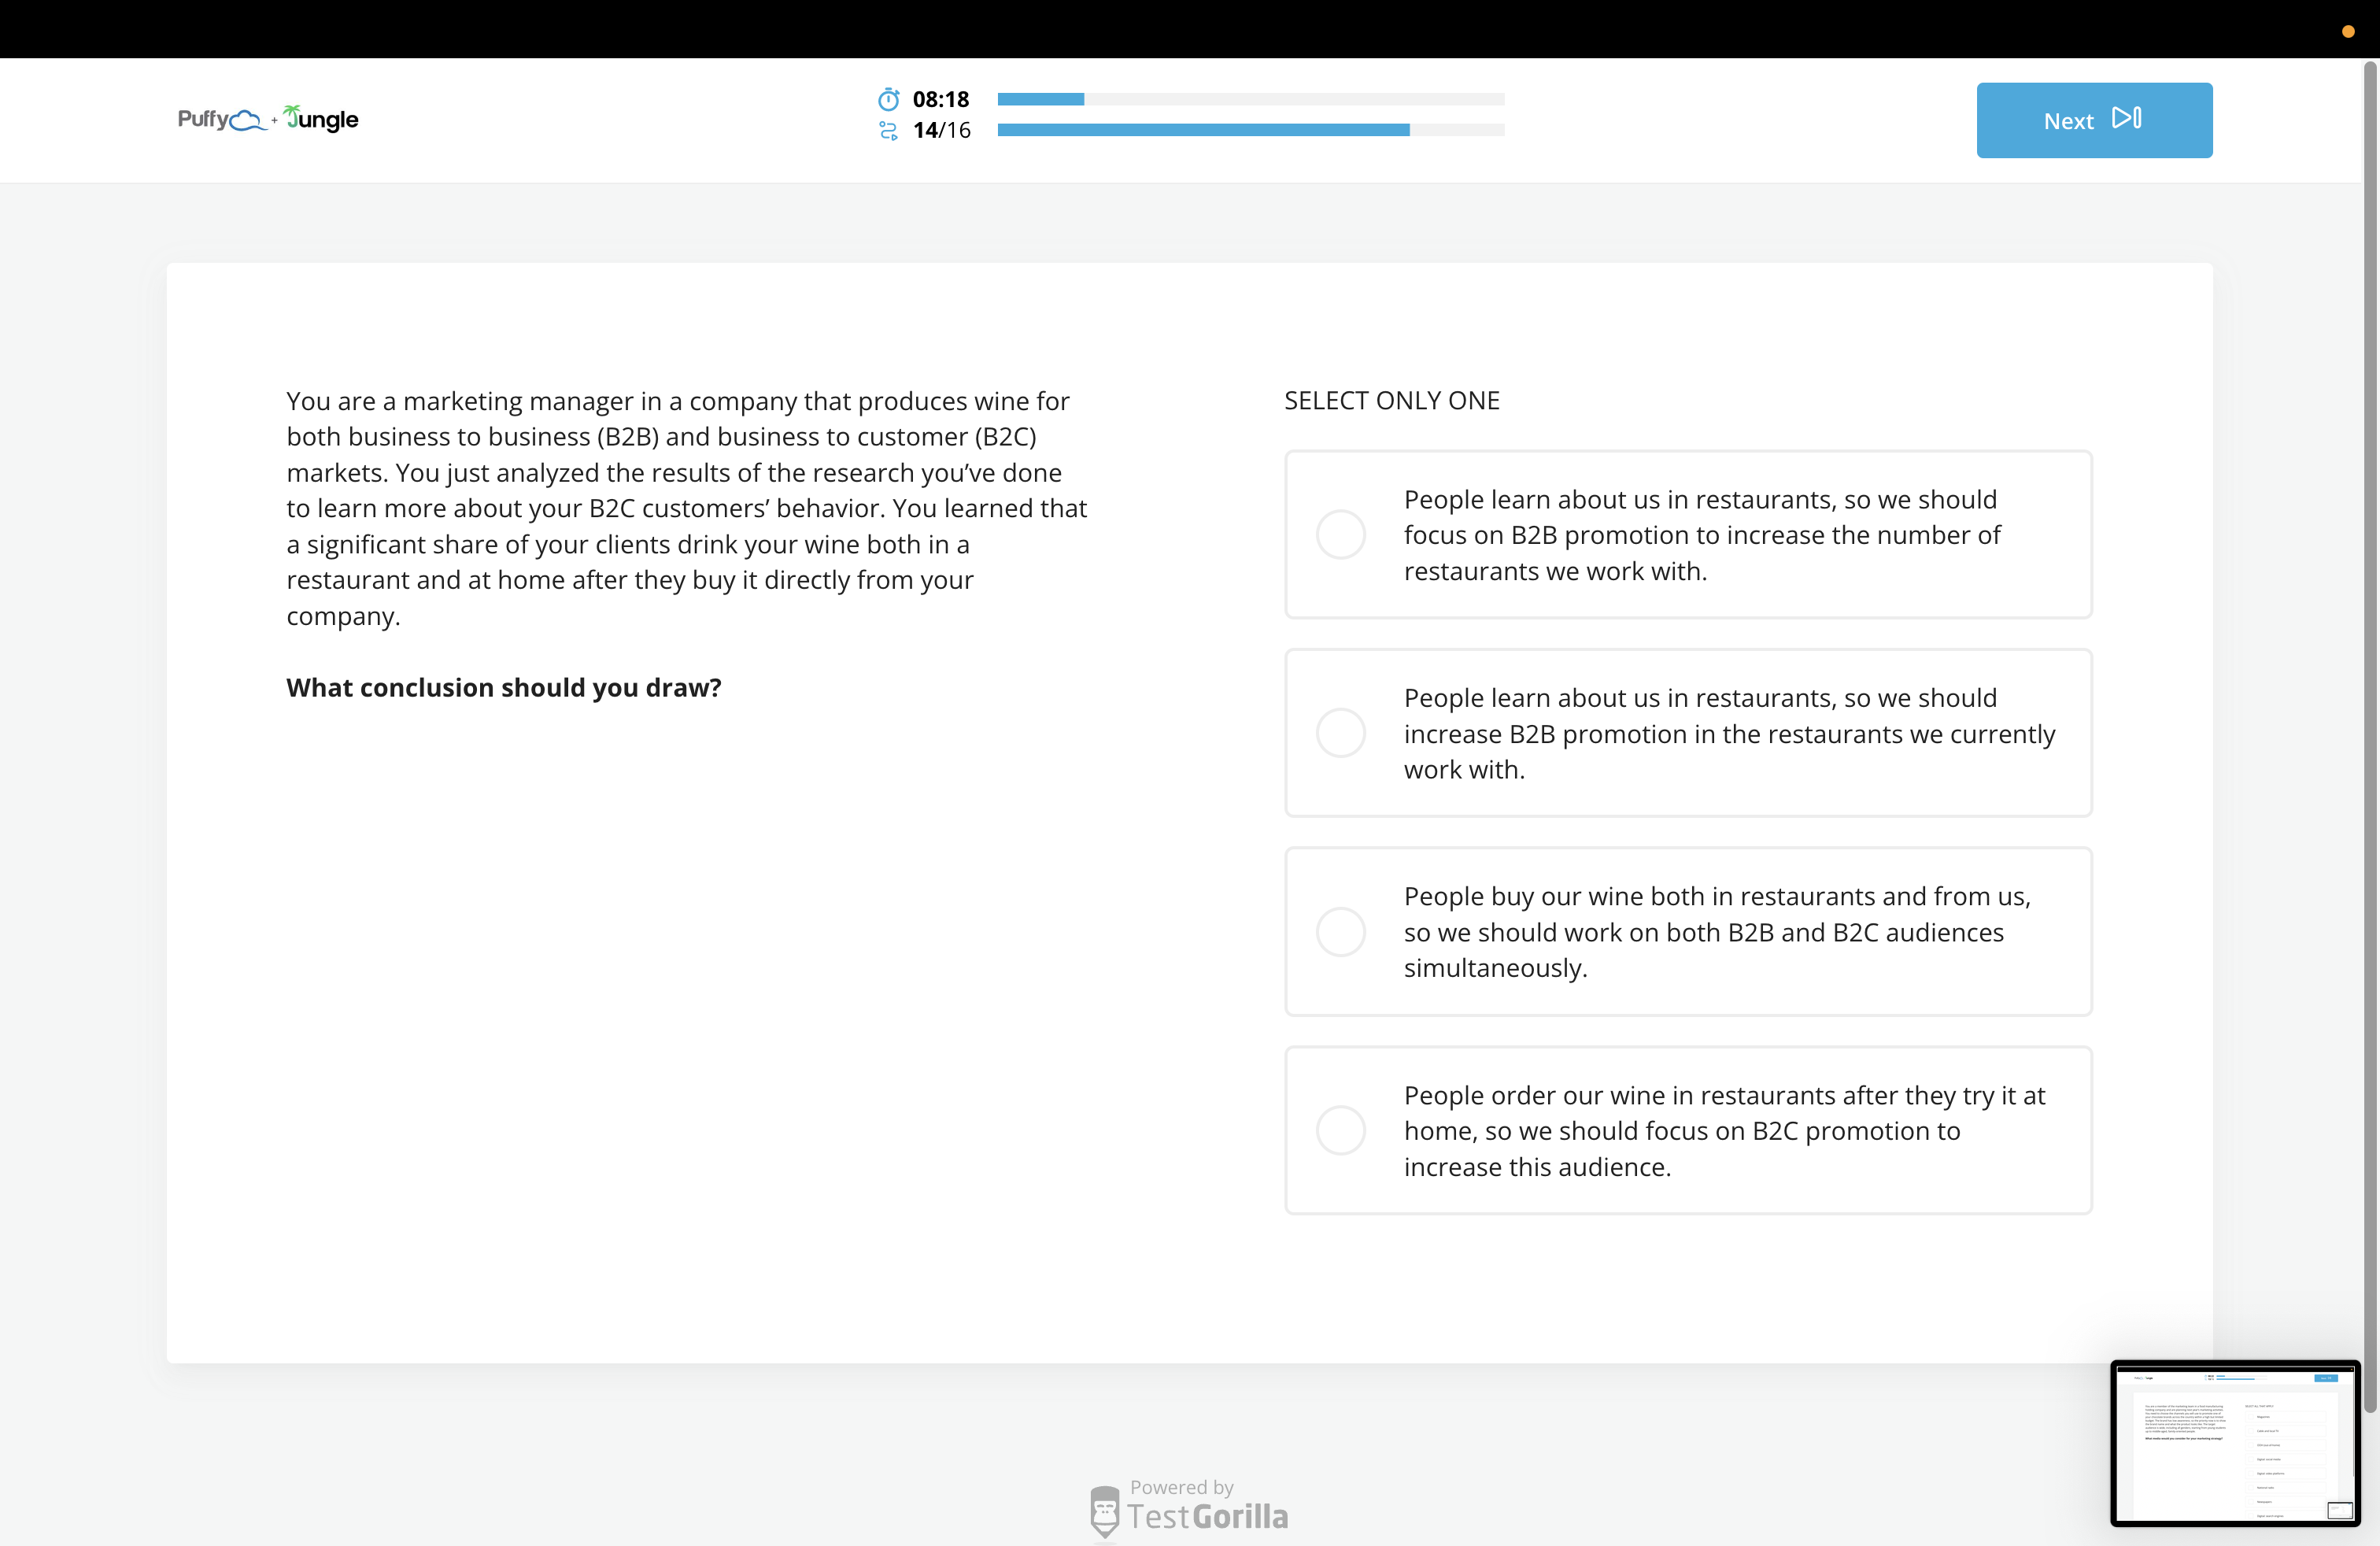 Puffy + Jungle
08:18
14/16
Next
You are a marketing manager in a company that produces wine for
both business to business (B2B) and business to customer (B2C)
markets. You just analyzed the results of the research you’ve done
to learn more about your B2C customers’ behavior. You learned that
a significant share of your clients drink your wine both in a
restaurant and at home after they buy it directly from your
company.
What conclusion should you draw?
SELECT ONLY ONE
People learn about us in restaurants, so we should
focus on B2B promotion to increase the number of
restaurants we work with.
People learn about us in restaurants, so we should
increase B2B promotion in the restaurants we currently
work with.
People buy our wine both in restaurants and from us,
so we should work on both B2B and B2C audiences
simultaneously.
People order our wine in restaurants after they try it at
home, so we should focus on B2C promotion to
increase this audience.
Powered by
TestGorilla